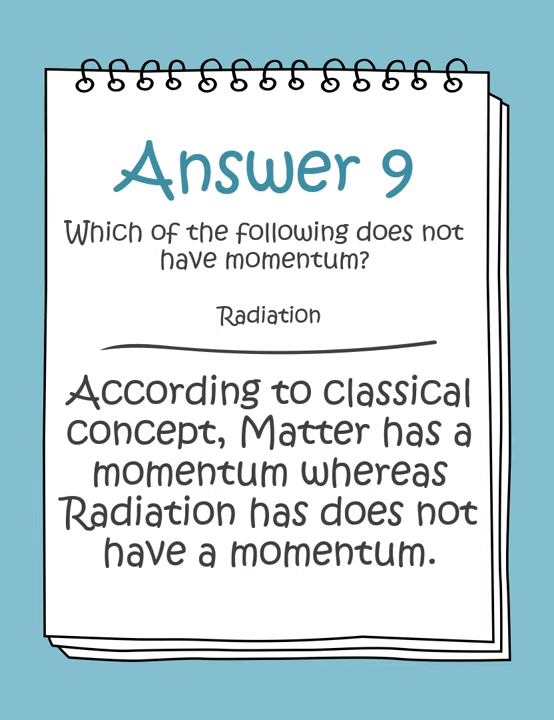 Answer 9
Which of the following does not
have momentum?
Radiation
According to classical
concept, Matter has a
momentum whereas
Radiation has does not
have a momentum.